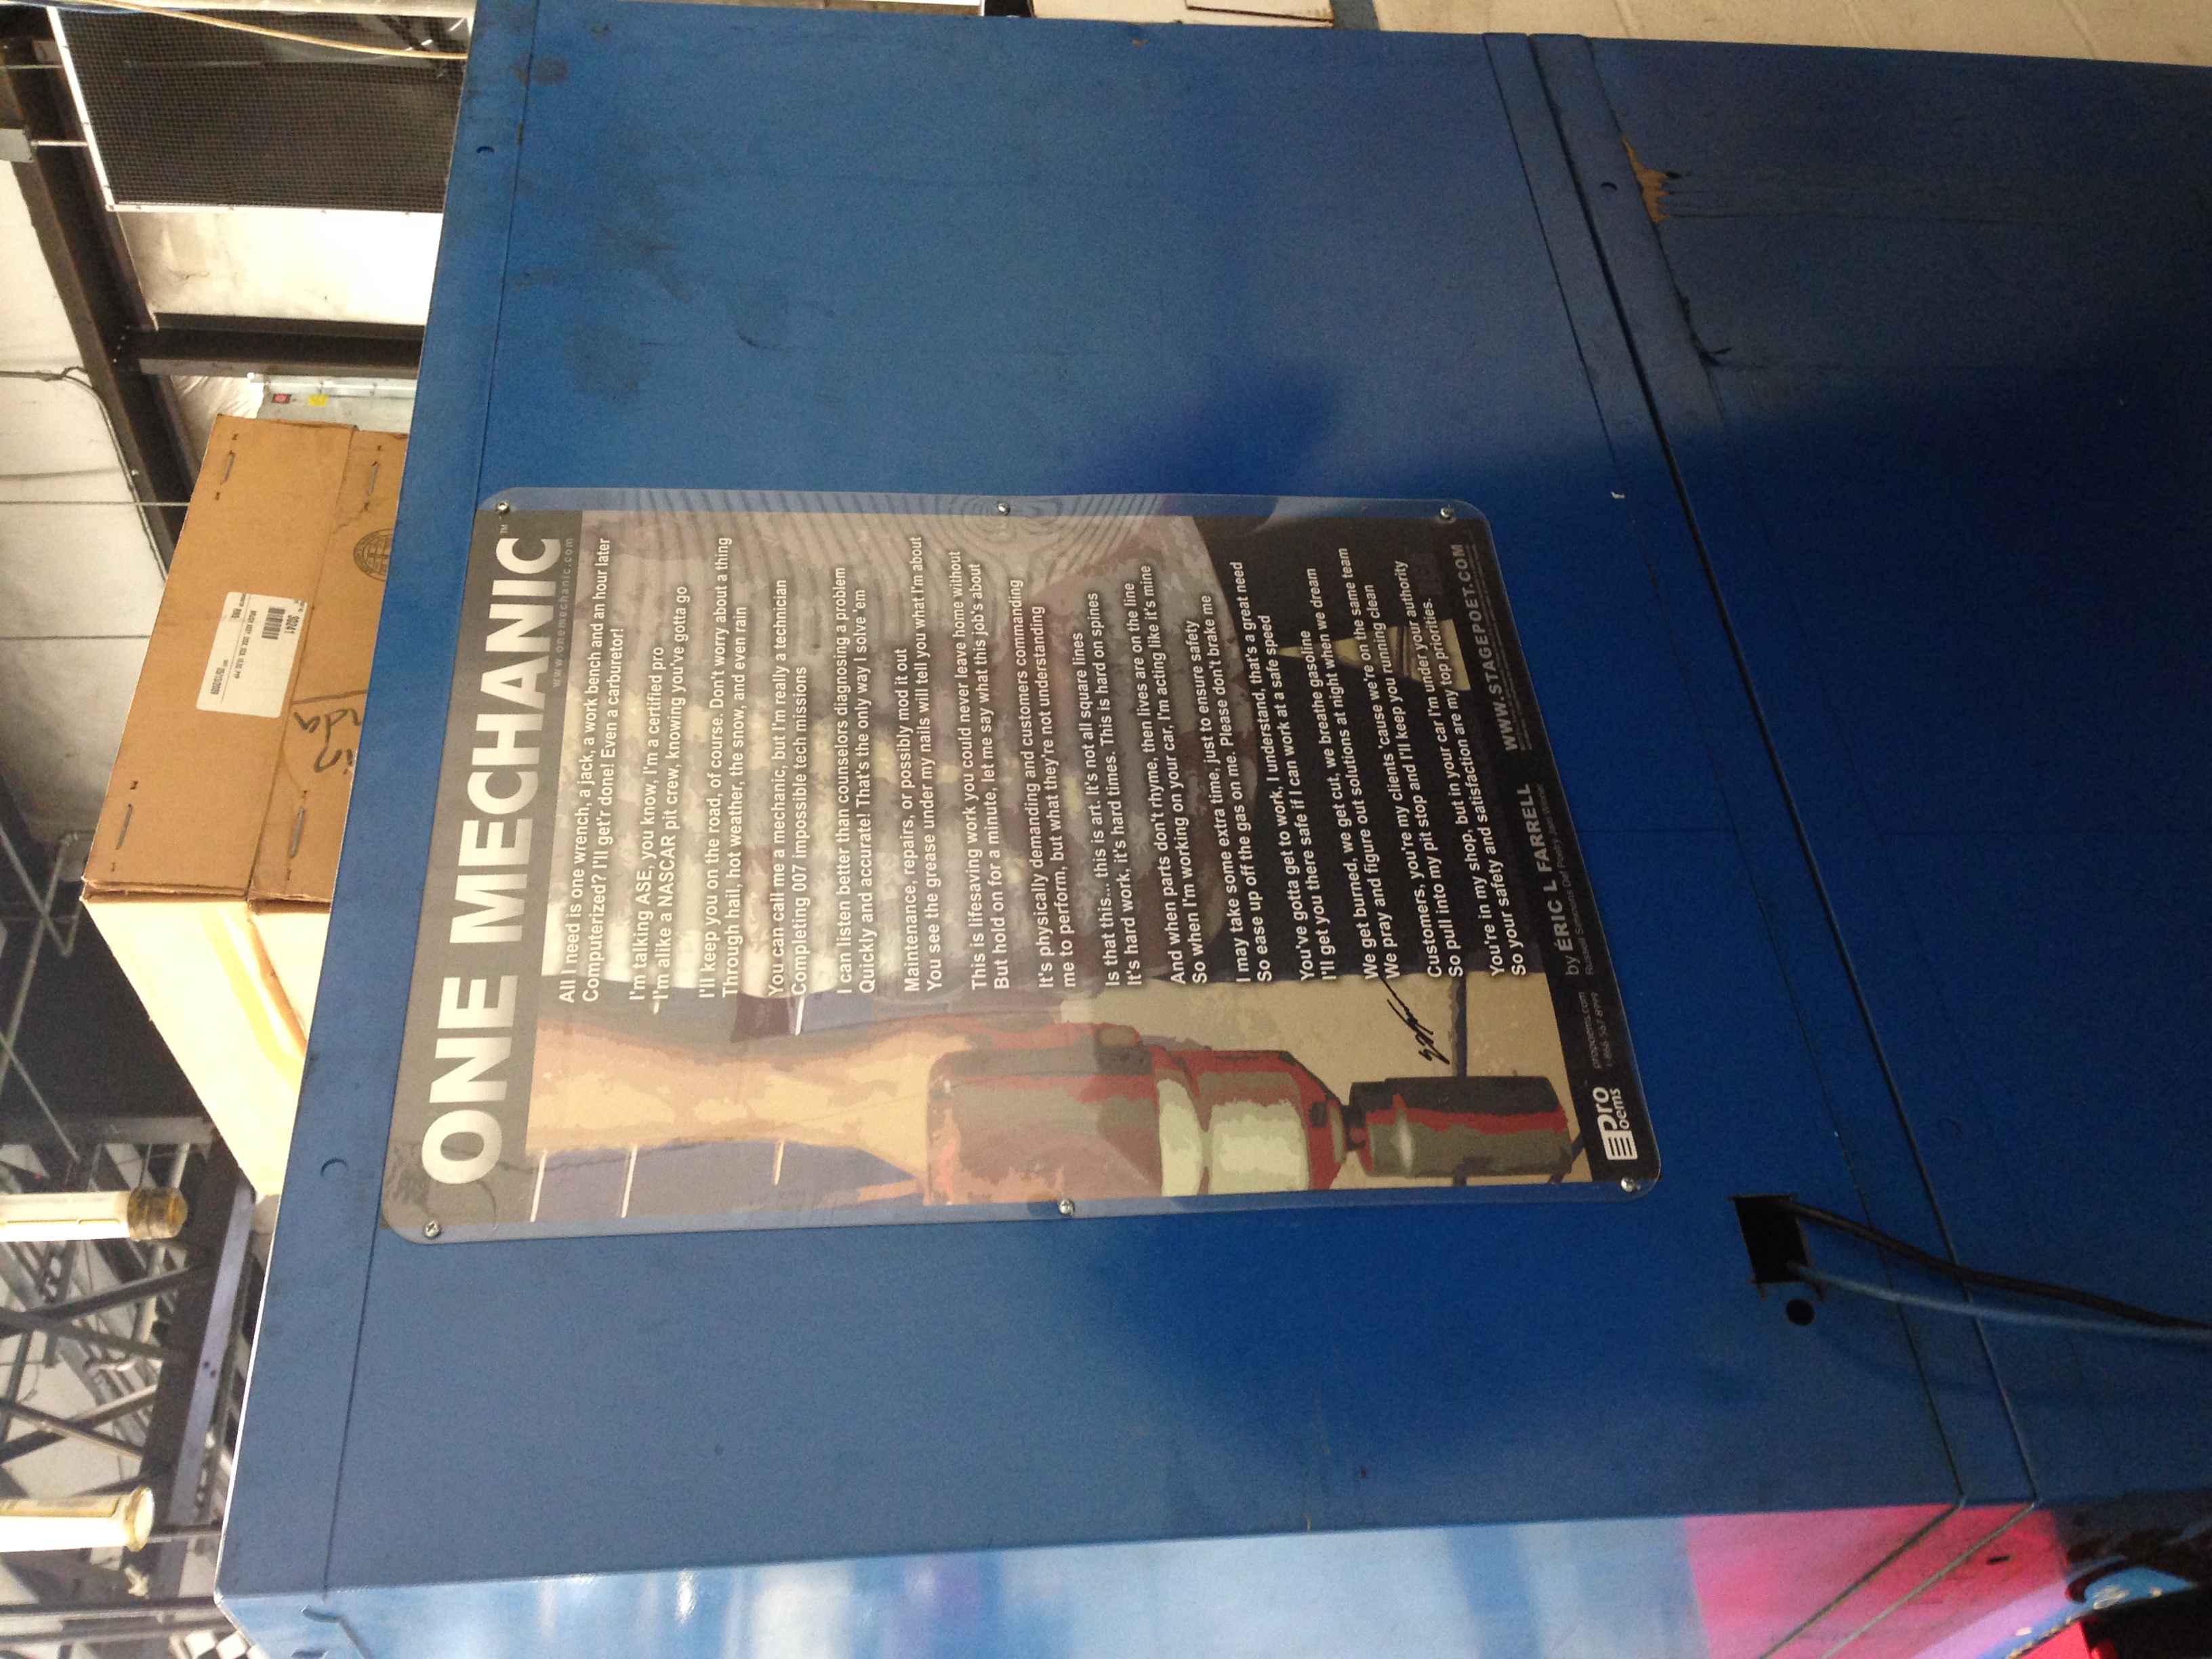 ONE MECHANIC™
www.onemechanic.com
All I need is one wrench, a jack, a work bench and an hour later
Computerized? I'll get'r done! Even a carburetor!
I'm talking ASE, you know, I'm a certified pro
I'm alike a NASCAR pit crew, knowing you've gotta go
I'll keep you on the road, of course. Don't worry about a thing
Through hail, hot weather, the snow, and even rain
You can call me a mechanic, but I'm really a technician
Completing 007 impossible tech missions
I can listen better than counselors diagnosing a problem
Quickly and accurate! That's the only way I solve 'em
Maintenance, repairs, or possibly mod it out
You see the grease under my nails will tell you what I'm about
This is lifesaving work you could never leave home without
But hold on for a minute, let me say what this job's about
It's physically demanding and customers commanding
me to perform, but what they're not understanding
Is that this... this is art. It's not all square lines
It's hard work, it's hard times. This is hard on spines
And when parts don't rhyme, then lives are on the line
So when I'm working on your car, I'm acting like it's mine
I may take some extra time, just to ensure safety
So ease up off the gas on me. Please don't brake me
You've gotta get to work, I understand, that's a great need
I'll get you there safe if I can work at a safe speed
We get burned, we get cut, we breathe gasoline
We pray and figure out solutions at night when we dream
Customers, you're my clients 'cause we're on the same team
So pull into my pit stop and I'll keep you running clean
You're in my shop, but in your car I'm under your authority
So your safety and satisfaction are my top priorities.
Pro
oems
propoems.com
1-866-567-8999
by ÉRIC L FARRELL
Russell Simmons Def Poetry Jam Winner
WWW.STAGEPOET.COM